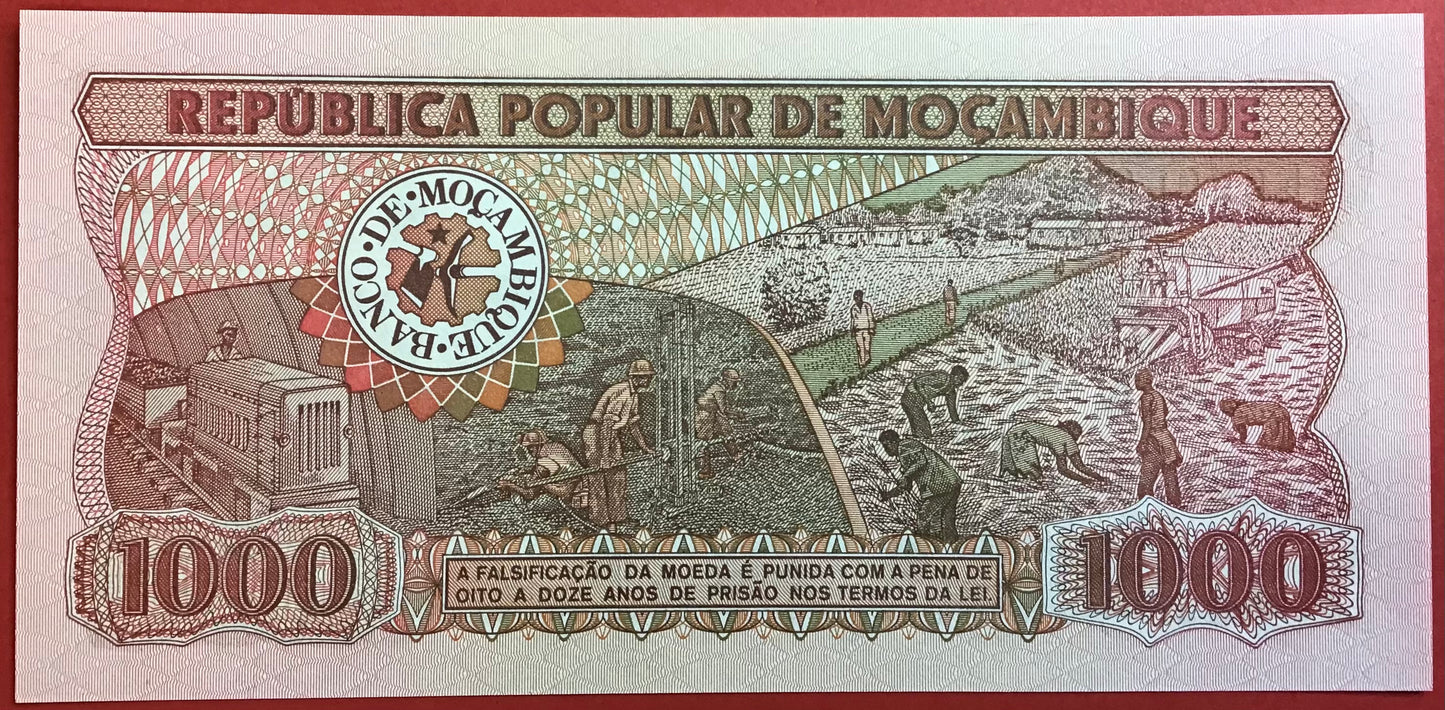 REPÚBLICA POPULAR DE MOÇAMBIQUE
BANCO·DE·MOÇAMBIQUE·
1000
A FALSIFICAÇÃO DA MOEDA É PUNIDA COM A PENA DE
OITO A DOZE ANOS DE PRISÃO NOS TERMOS DA LEI.
1000